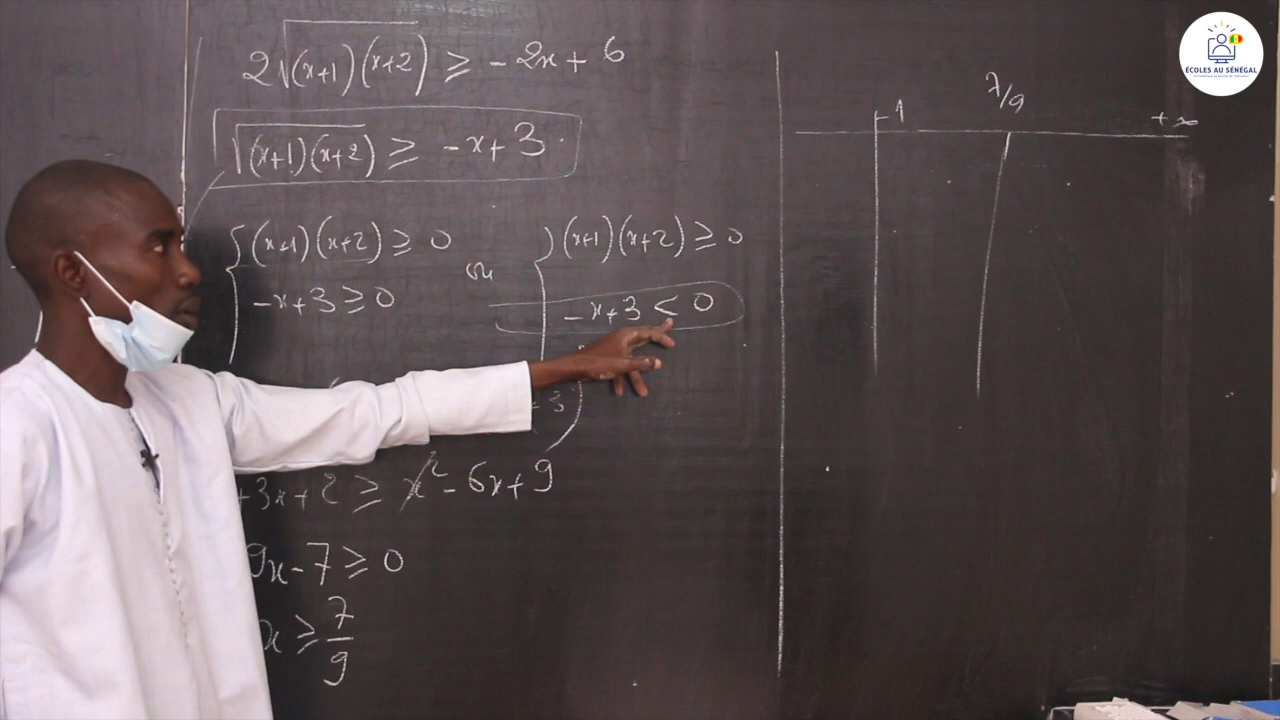 2√(x+1)(x+2) ≥ -2x+6
√(x+1)(x+2) ≥ -x+3.
{(x+1)(x+2) ≥ 0
-x+3 ≥ 0
ou
{(x+1)(x+2) ≥ 0
-x+3 < 0
+3
+3x+2 ≥ x²-6x+9
9x-7 ≥ 0
x ≥ 7/9
-1 7/9 +∞
ÉCOLES AU SÉNÉGAL